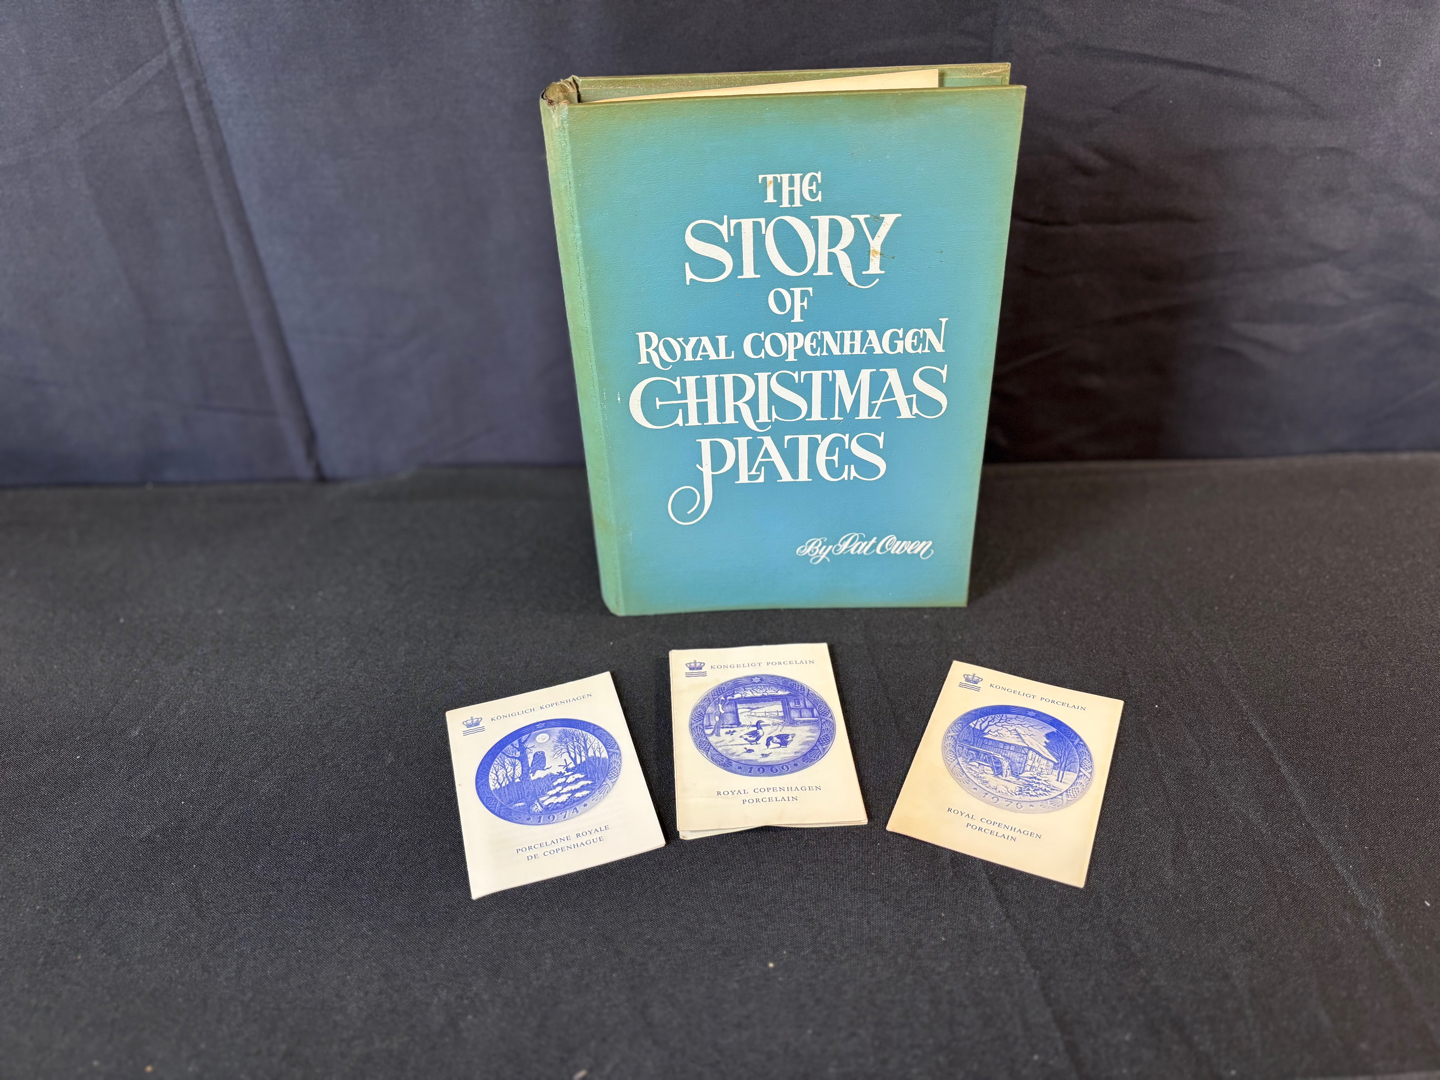 THE
STORY
OF
ROYAL COPENHAGEN
CHRISTMAS
PLATES
By Pat Owen
KÖNIGLICH KOPENHAGEN
1974
PORCELAINE ROYALE
DE COPENHAGUE
KONGELIGT PORCELAIN
1969
ROYAL COPENHAGEN
PORCELAIN
KONGELIGT PORCELAIN
1976
ROYAL COPENHAGEN
PORCELAIN